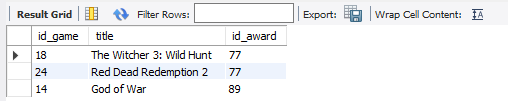 Result Grid Filter Rows: Export: Wrap Cell Content: IA
id_game title id_award
18 The Witcher 3: Wild Hunt 77
24 Red Dead Redemption 2 77
14 God of War 89